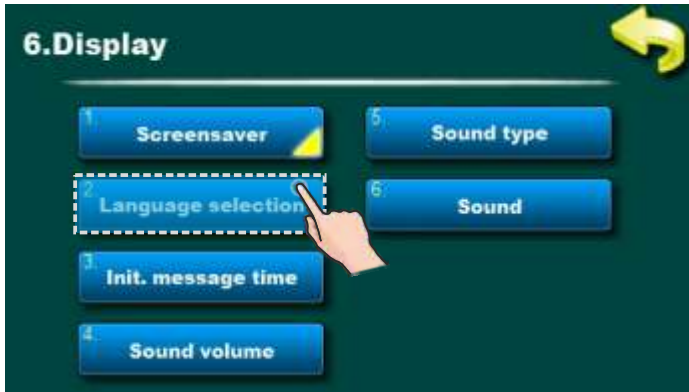 6.Display
1.
Screensaver
2.
Language selection
3.
Init. message time
4.
Sound volume
5.
Sound type
6.
Sound